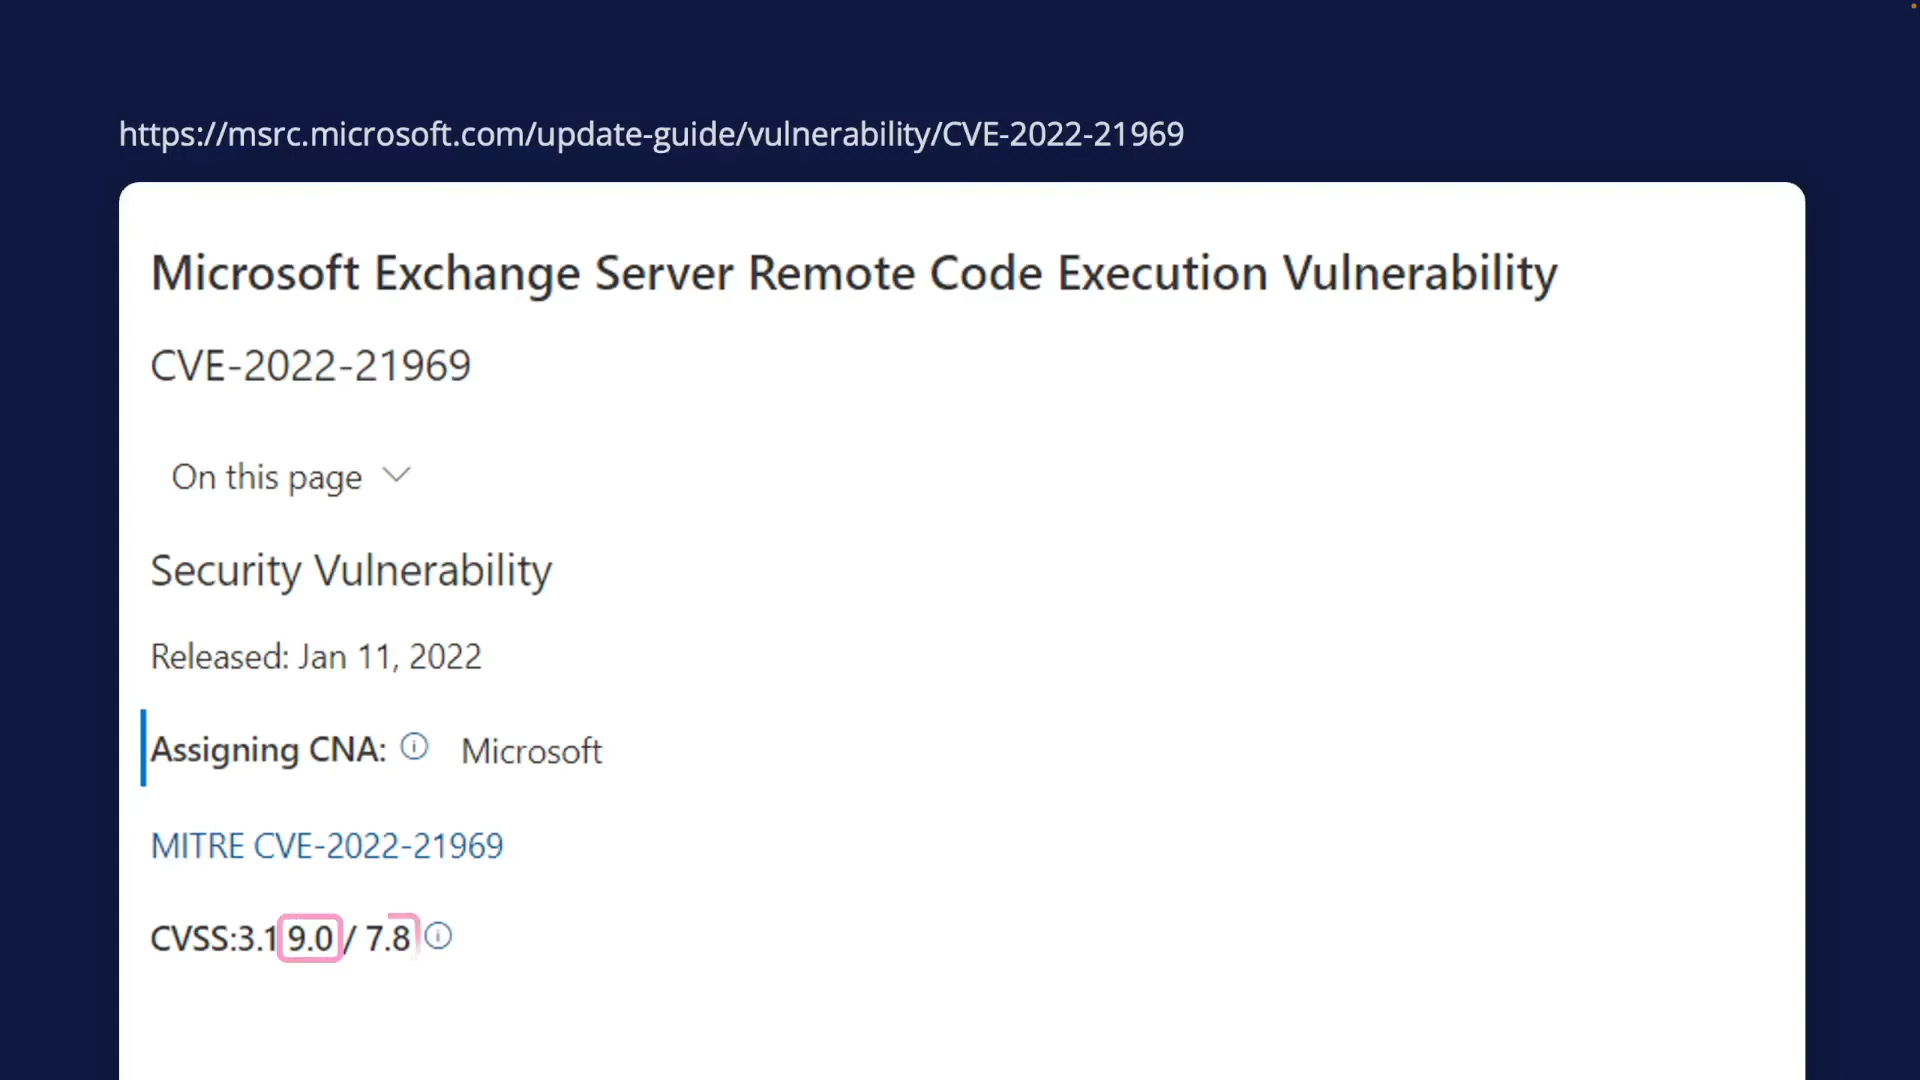 https://msrc.microsoft.com/update-guide/vulnerability/CVE-2022-21969
Microsoft Exchange Server Remote Code Execution Vulnerability
CVE-2022-21969
On this page
Security Vulnerability
Released: Jan 11, 2022
Assigning CNA: Microsoft
MITRE CVE-2022-21969
CVSS:3.1 9.0 / 7.8